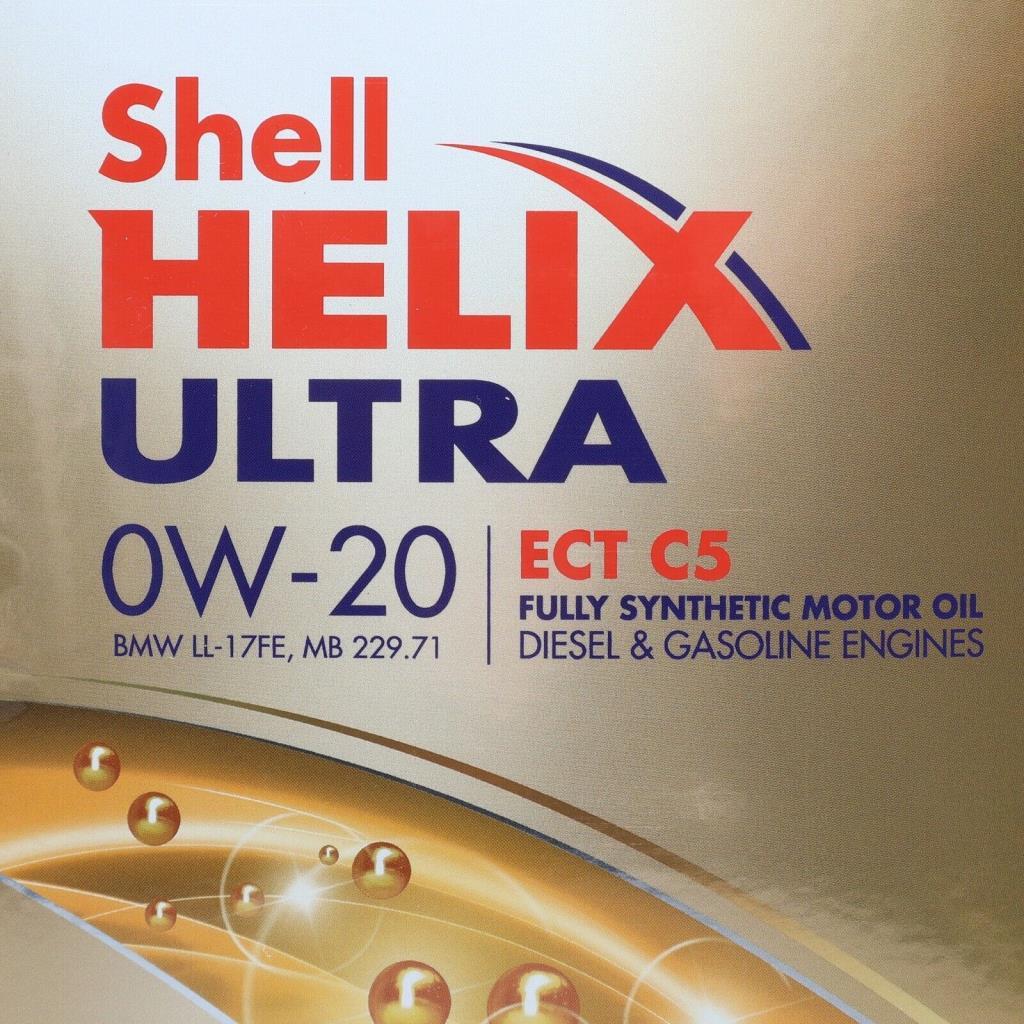 Shell
HELIX
ULTRA
0W-20
BMW LL-17FE, MB 229.71
ECT C5
FULLY SYNTHETIC MOTOR OIL
DIESEL & GASOLINE ENGINES